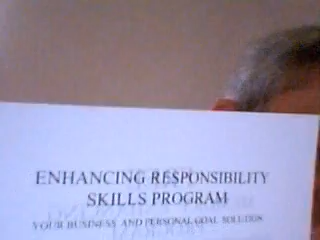 ENHANCING RESPONSIBILITY
SKILLS PROGRAM
YOUR BUSINESS AND PERSONAL GOAL SOLUTION